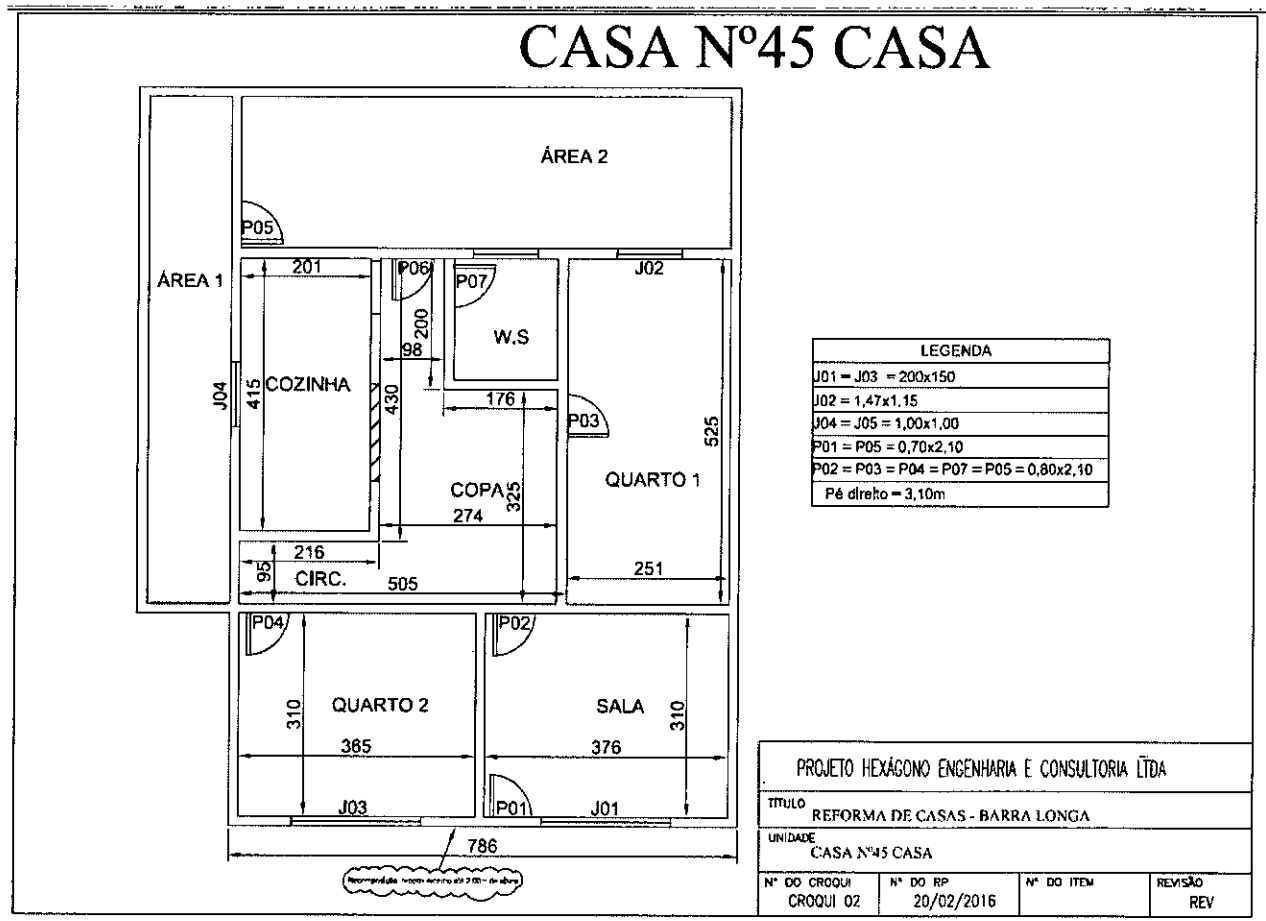 CASA Nº45 CASA
ÁREA 2
P05
ÁREA 1
201
P06
P07
J02
200
W.S
98
J04
415
COZINHA
430
176
P03
525
COPA
325
QUARTO 1
274
216
95
CIRC.
505
251
P04
P02
310
QUARTO 2
SALA
310
365
376
J03
P01
J01
786
LEGENDA
J01 = J03 = 200x150
J02 = 1,47x1,15
J04 = J05 = 1,00x1,00
P01 = P05 = 0,70x2,10
P02 = P03 = P04 = P07 = P05 = 0,80x2,10
Pé direito = 3,10m
PROJETO HEXÁGONO ENGENHARIA E CONSULTORIA LTDA
TITULO
REFORMA DE CASAS - BARRA LONGA
UNIDADE
CASA Nº45 CASA
Nº DO CROQUI
CROQUI 02
Nº DO RP
20/02/2016
Nº DO ITEM
REVISÃO
REV